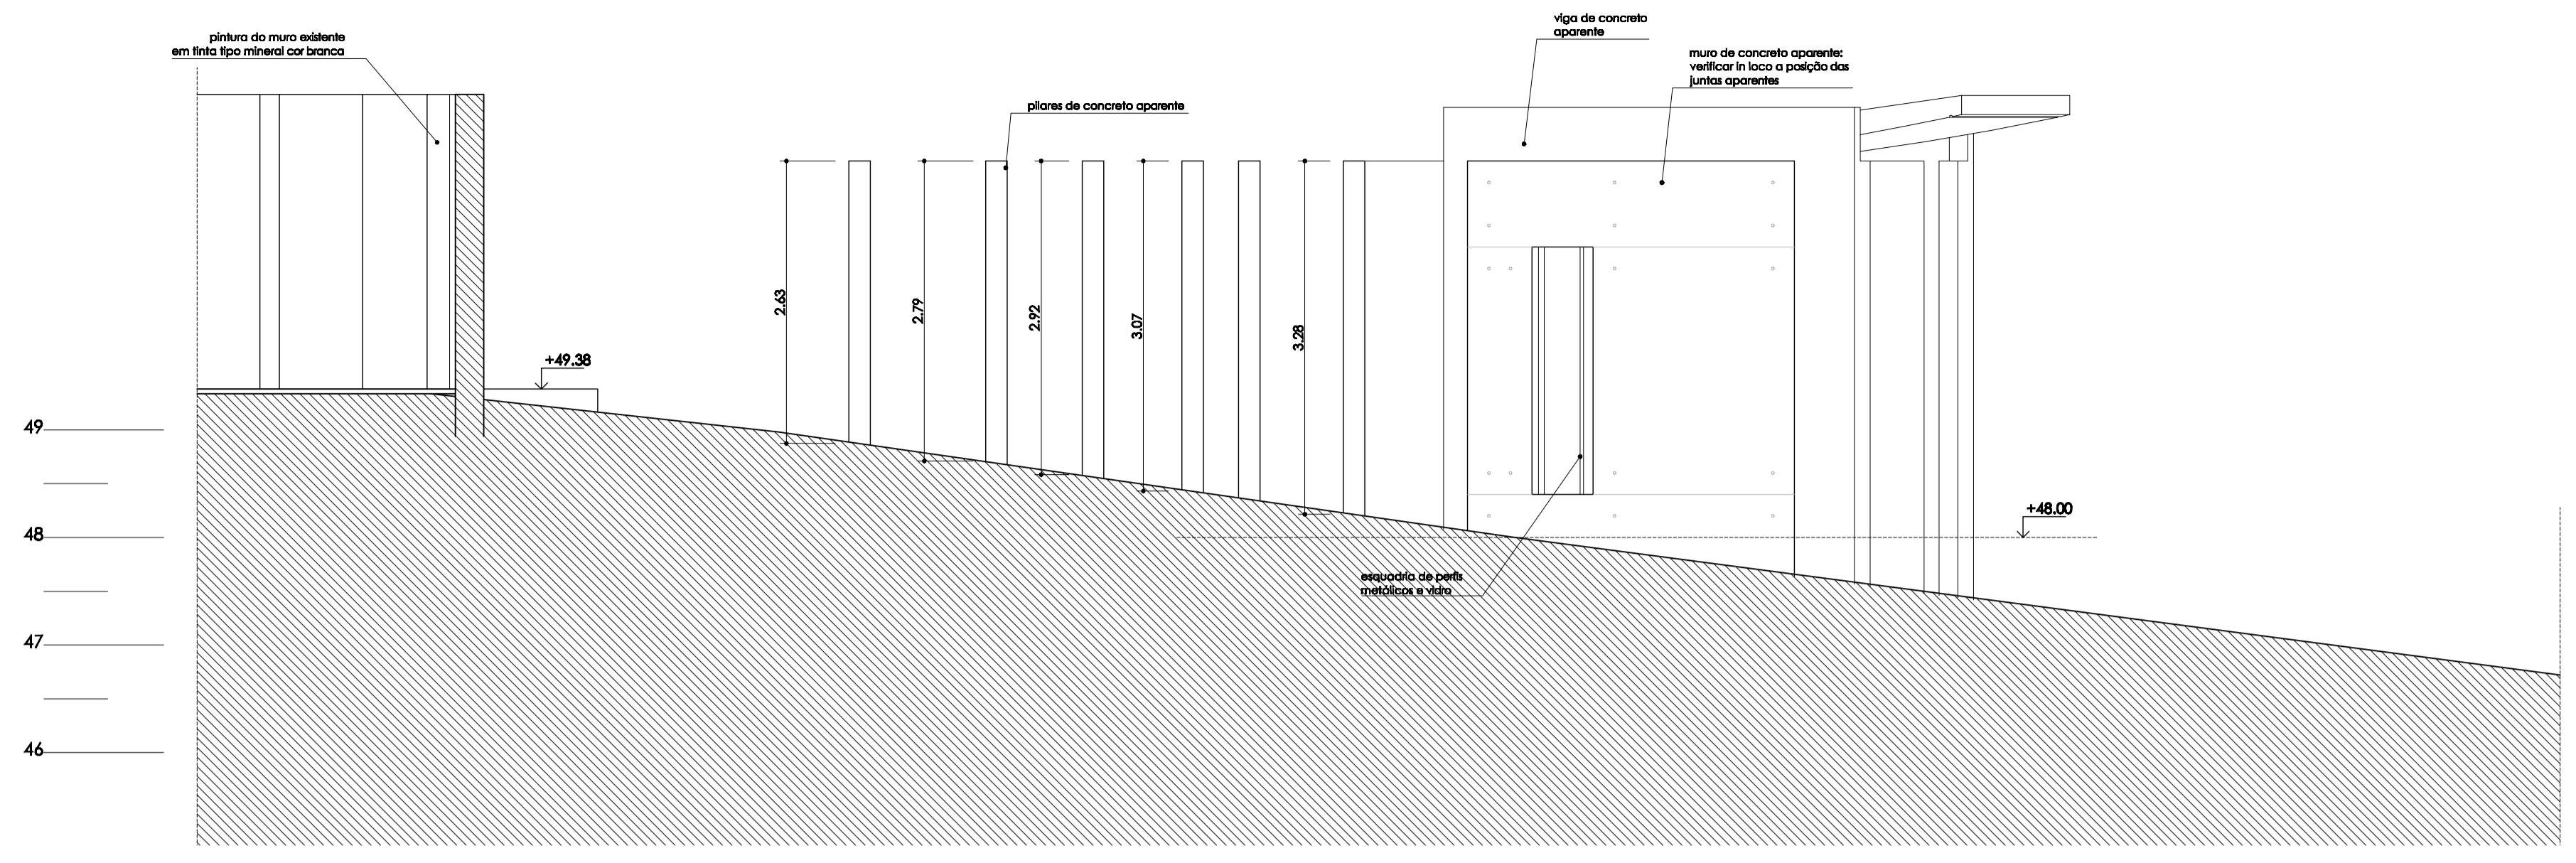 viga de concreto
aparente
pintura do muro existente
em tinta tipo mineral cor branca
muro de concreto aparente:
verificar in loco a posição das
juntas aparentes
pilares de concreto aparente
2.63
2.79
2.92
3.07
3.28
+49.38
49
48
47
46
+48.00
esquadria de perfis
metálicos e vidro